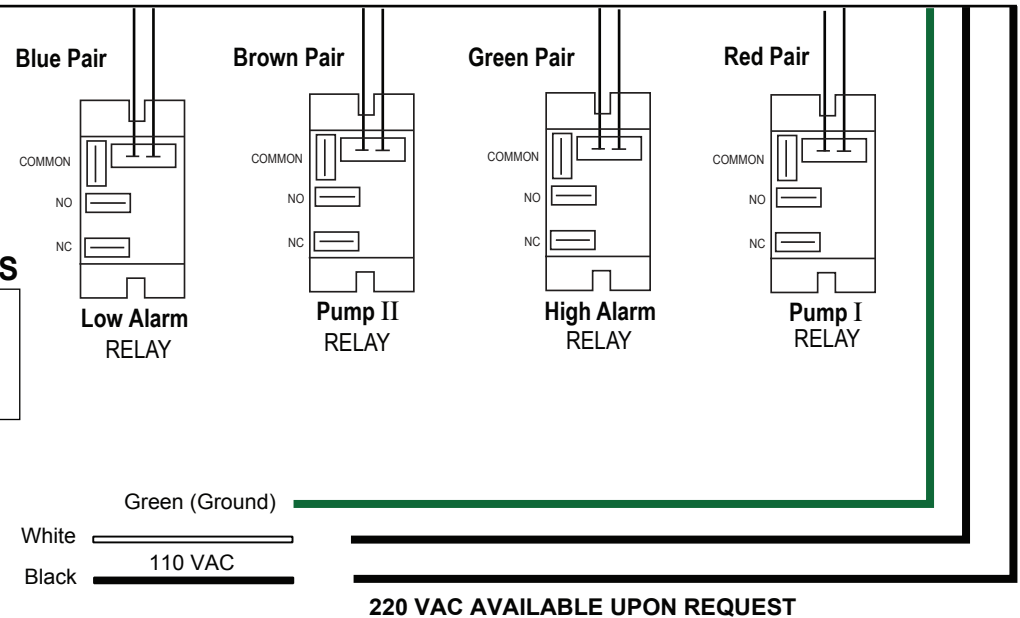 Blue Pair
Brown Pair
Green Pair
Red Pair
COMMON
NO
NC
COMMON
NO
NC
COMMON
NO
NC
COMMON
NO
NC
S
Low Alarm
RELAY
Pump II
RELAY
High Alarm
RELAY
Pump I
RELAY
Green (Ground)
White
110 VAC
Black
220 VAC AVAILABLE UPON REQUEST